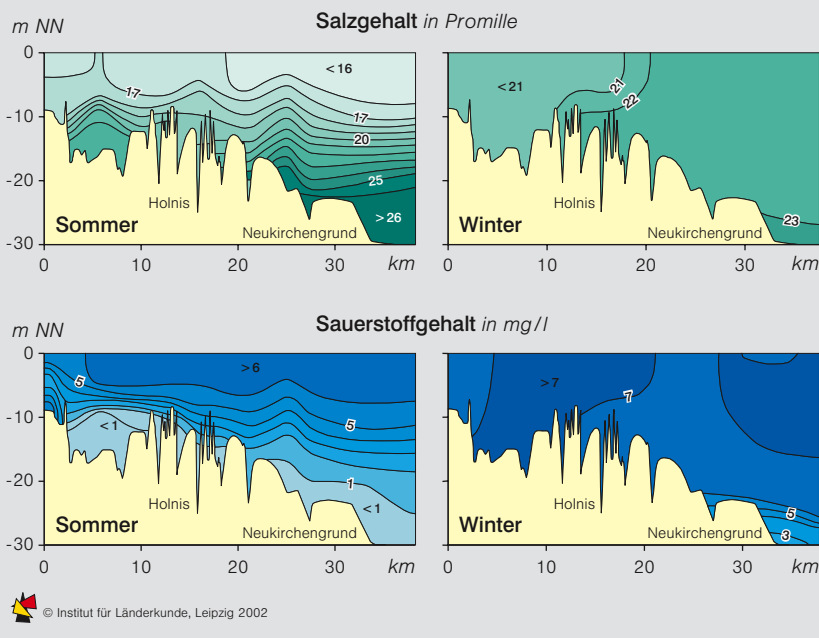 Salzgehalt in Promille
m NN
0
-10
-20
-30
<16
17
17
20
25
>26
Holnis
Neukirchengrund
Sommer
0 10 20 30 km
<21
21
22
23
Holnis
Neukirchengrund
Winter
0 10 20 30 km
Sauerstoffgehalt in mg/l
m NN
0
-10
-20
-30
>6
5
5
<1
1
<1
Holnis
Neukirchengrund
Sommer
0 10 20 30 km
>7
7
5
3
Holnis
Neukirchengrund
Winter
0 10 20 30 km
© Institut für Länderkunde, Leipzig 2002